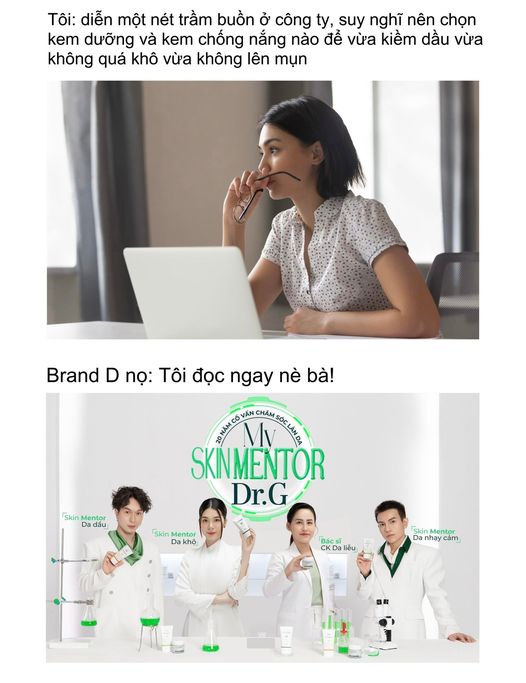 Tôi: diễn một nét trầm buồn ở công ty, suy nghĩ nên chọn
kem dưỡng và kem chống nắng nào để vừa kiềm dầu vừa
không quá khô vừa không lên mụn
Brand D nọ: Tôi đọc ngay nè bà!
20 NĂM CỐ VẤN CHĂM SÓC LÀN DA
My
SKINMENTOR
Dr.G
Skin Mentor
Da dầu
Skin Mentor
Da khô
Bác sĩ
CK Da liễu
Skin Mentor
Da nhạy cảm